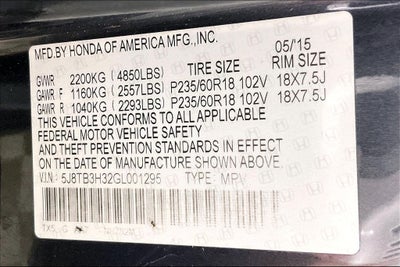 MFD.BY HONDA OF AMERICA MFG.,INC. 05/'15
TIRE SIZE RIM SIZE
GVWR 2200KG (4850LBS)
GAWR F 1160KG (2557LBS) P235/60R18 102V 18X7.5J
GAWR R 1040KG (2293LBS) P235/60R18 102V 18X7.5J
THIS VEHICLE CONFORMS TO ALL APPLICABLE
FEDERAL MOTOR VEHICLE SAFETY
AND THEFT PREVENTION STANDARDS IN EFFECT
ON THE DATE OF MANUFACTURE SHOWN ABOVE.
V.I.N.: 5J8TB3H32GL001295 TYPE: MPV